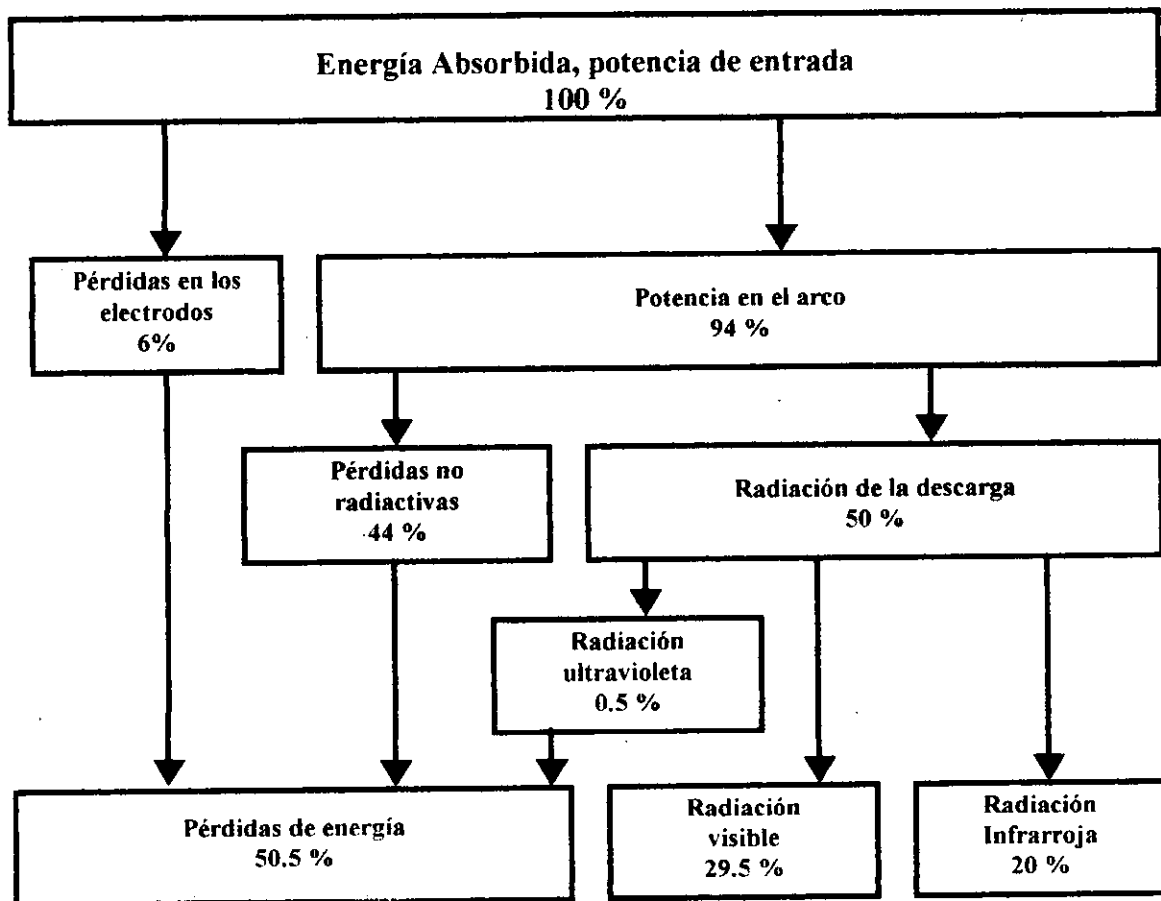 Energía Absorbida, potencia de entrada
100 %
Pérdidas en los
electrodos
6%
Potencia en el arco
94 %
Pérdidas no
radiactivas
44 %
Radiación de la descarga
50 %
Radiación
ultravioleta
0.5 %
Pérdidas de energía
50.5 %
Radiación
visible
29.5 %
Radiación
Infrarroja
20 %